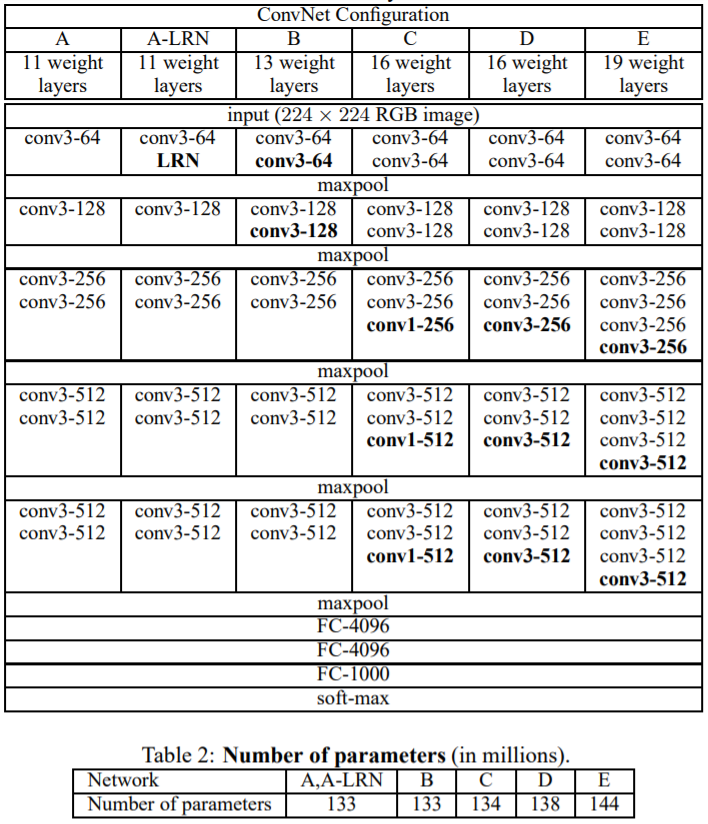 ConvNet Configuration
A A-LRN B C D E
11 weight 11 weight 13 weight 16 weight 16 weight 19 weight
layers layers layers layers layers layers
input (224 × 224 RGB image)
conv3-64 conv3-64 conv3-64 conv3-64 conv3-64 conv3-64
LRN conv3-64 conv3-64 conv3-64 conv3-64
maxpool
conv3-128 conv3-128 conv3-128 conv3-128 conv3-128 conv3-128
conv3-128 conv3-128 conv3-128 conv3-128
maxpool
conv3-256 conv3-256 conv3-256 conv3-256 conv3-256 conv3-256
conv3-256 conv3-256 conv3-256 conv3-256 conv3-256 conv3-256
conv1-256 conv3-256 conv3-256
conv3-256
maxpool
conv3-512 conv3-512 conv3-512 conv3-512 conv3-512 conv3-512
conv3-512 conv3-512 conv3-512 conv3-512 conv3-512 conv3-512
conv1-512 conv3-512 conv3-512
conv3-512
maxpool
conv3-512 conv3-512 conv3-512 conv3-512 conv3-512 conv3-512
conv3-512 conv3-512 conv3-512 conv3-512 conv3-512 conv3-512
conv1-512 conv3-512 conv3-512
conv3-512
maxpool
FC-4096
FC-4096
FC-1000
soft-max
Table 2: Number of parameters (in millions).
Network A,A-LRN B C D E
Number of parameters 133 133 134 138 144